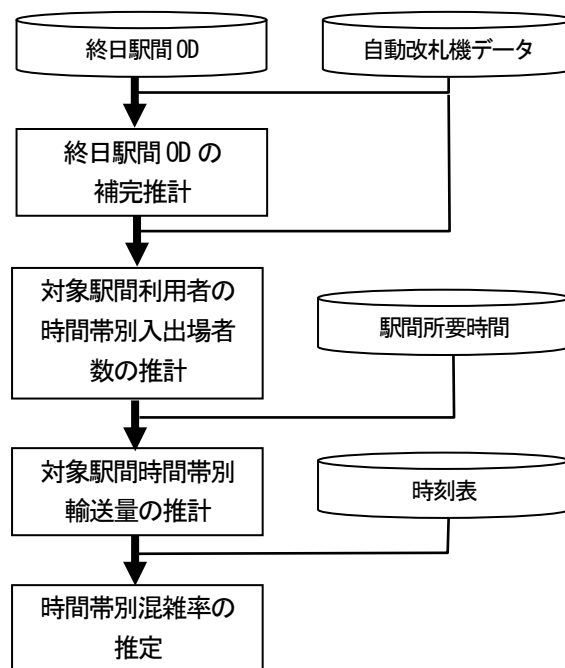 終日駅間OD
自動改札機データ
終日駅間ODの
補完推計
対象駅間利用者の
時間帯別入出場者
数の推計
駅間所要時間
対象駅間時間帯別
輸送量の推計
時刻表
時間帯別混雑率の
推定